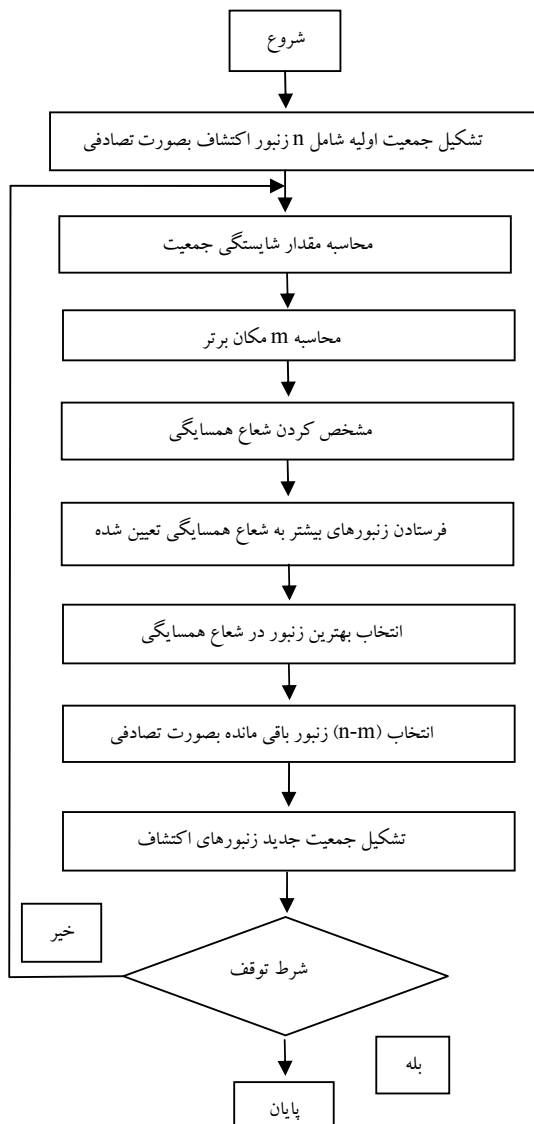 شروع
تشکیل جمعیت اولیه شامل n زنبور اکتشاف بصورت تصادفی
محاسبه مقدار شایستگی جمعیت
محاسبه m مکان برتر
مشخص کردن شعاع همسایگی
فرستادن زنبورهای بیشتر به شعاع همسایگی تعیین شده
انتخاب بهترین زنبور در شعاع همسایگی
انتخاب (n-m) زنبور باقی مانده بصورت تصادفی
تشکیل جمعیت جدید زنبورهای اکتشاف
خیر
شرط توقف
بله
پایان